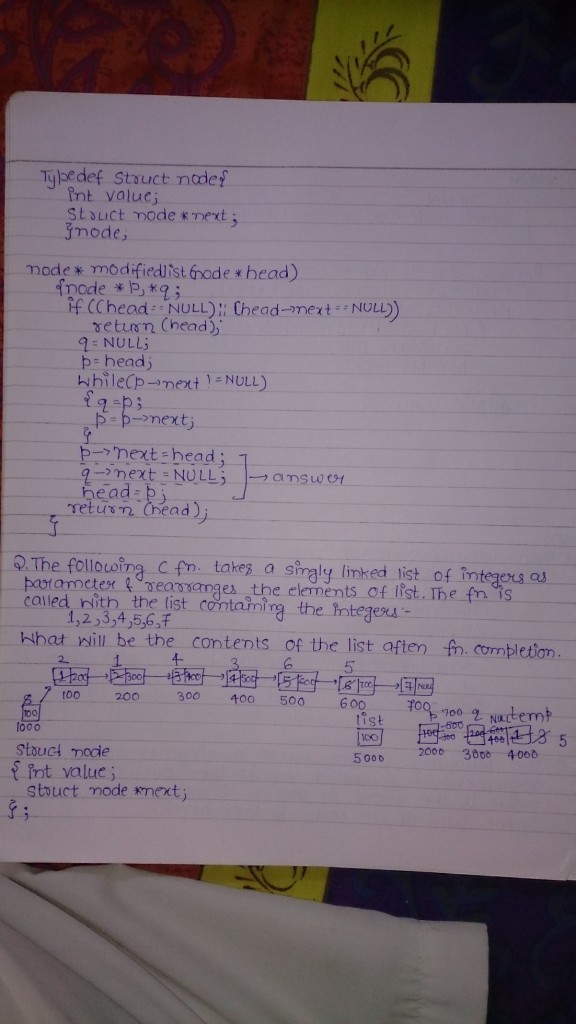 Typedef Struct node{
int value;
Struct node *next;
}node;
node* modifiedlist(node *head)
{node *p,*q;
if ((head==NULL)||(head→next==NULL))
return (head);
q=NULL;
p=head;
while(p→next!=NULL)
{q=p;
p=p→next;
}
p→next=head;
q→next=NULL; →answer
head=p;
return (head);
}
Q.The following C fn. takes a singly linked list of integers as
parameter & rearranges the elements of list. The fn is
called with the list containing the integers:-
1,2,3,4,5,6,7
What will be the contents of the list after fn. completion.
2 1 4 3 6 5
1 200 2 300 3 400 4 500 5 600 6 700 7 NULL
100 200 300 400 500 600 700
100
1000
list p 700 q NULL temp
100 5
5000 2000 3000 4000
Struct node
{ int value;
struct node *next;
};